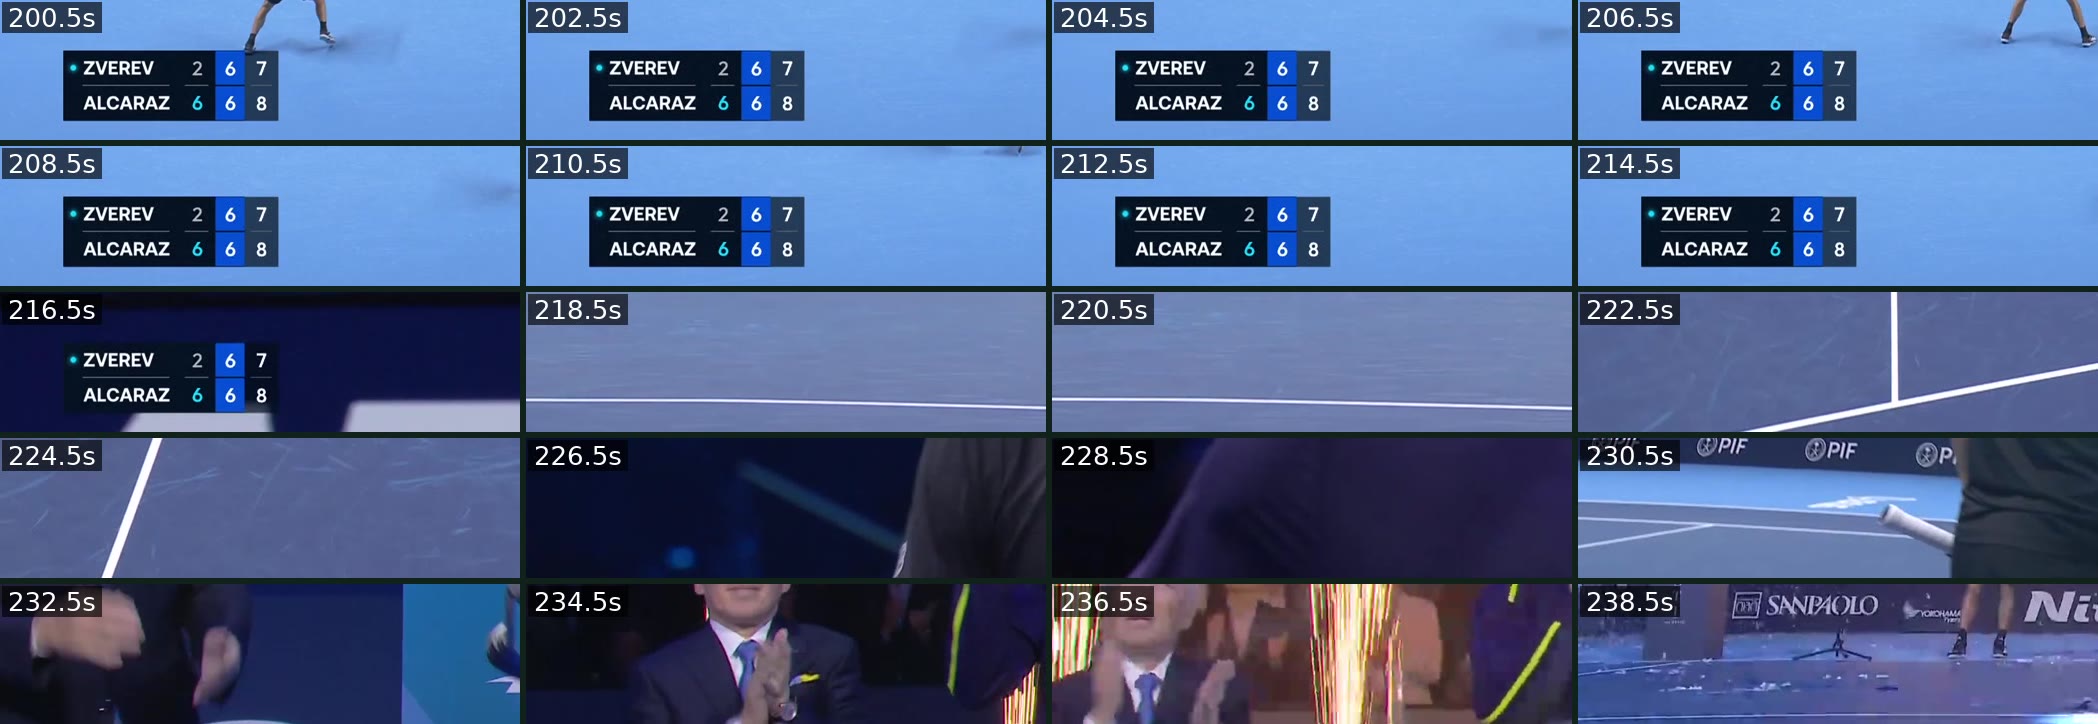 200.5s
202.5s
204.5s
206.5s
ZVEREV 2 6 7
ALCARAZ 6 6 8
ZVEREV 2 6 7
ALCARAZ 6 6 8
ZVEREV 2 6 7
ALCARAZ 6 6 8
ZVEREV 2 6 7
ALCARAZ 6 6 8
208.5s
210.5s
212.5s
214.5s
ZVEREV 2 6 7
ALCARAZ 6 6 8
ZVEREV 2 6 7
ALCARAZ 6 6 8
ZVEREV 2 6 7
ALCARAZ 6 6 8
ZVEREV 2 6 7
ALCARAZ 6 6 8
216.5s
218.5s
220.5s
222.5s
ZVEREV 2 6 7
ALCARAZ 6 6 8
224.5s
226.5s
228.5s
230.5s
PIF
PIF
232.5s
234.5s
236.5s
238.5s
SANPAOLO
YOKOHAMA